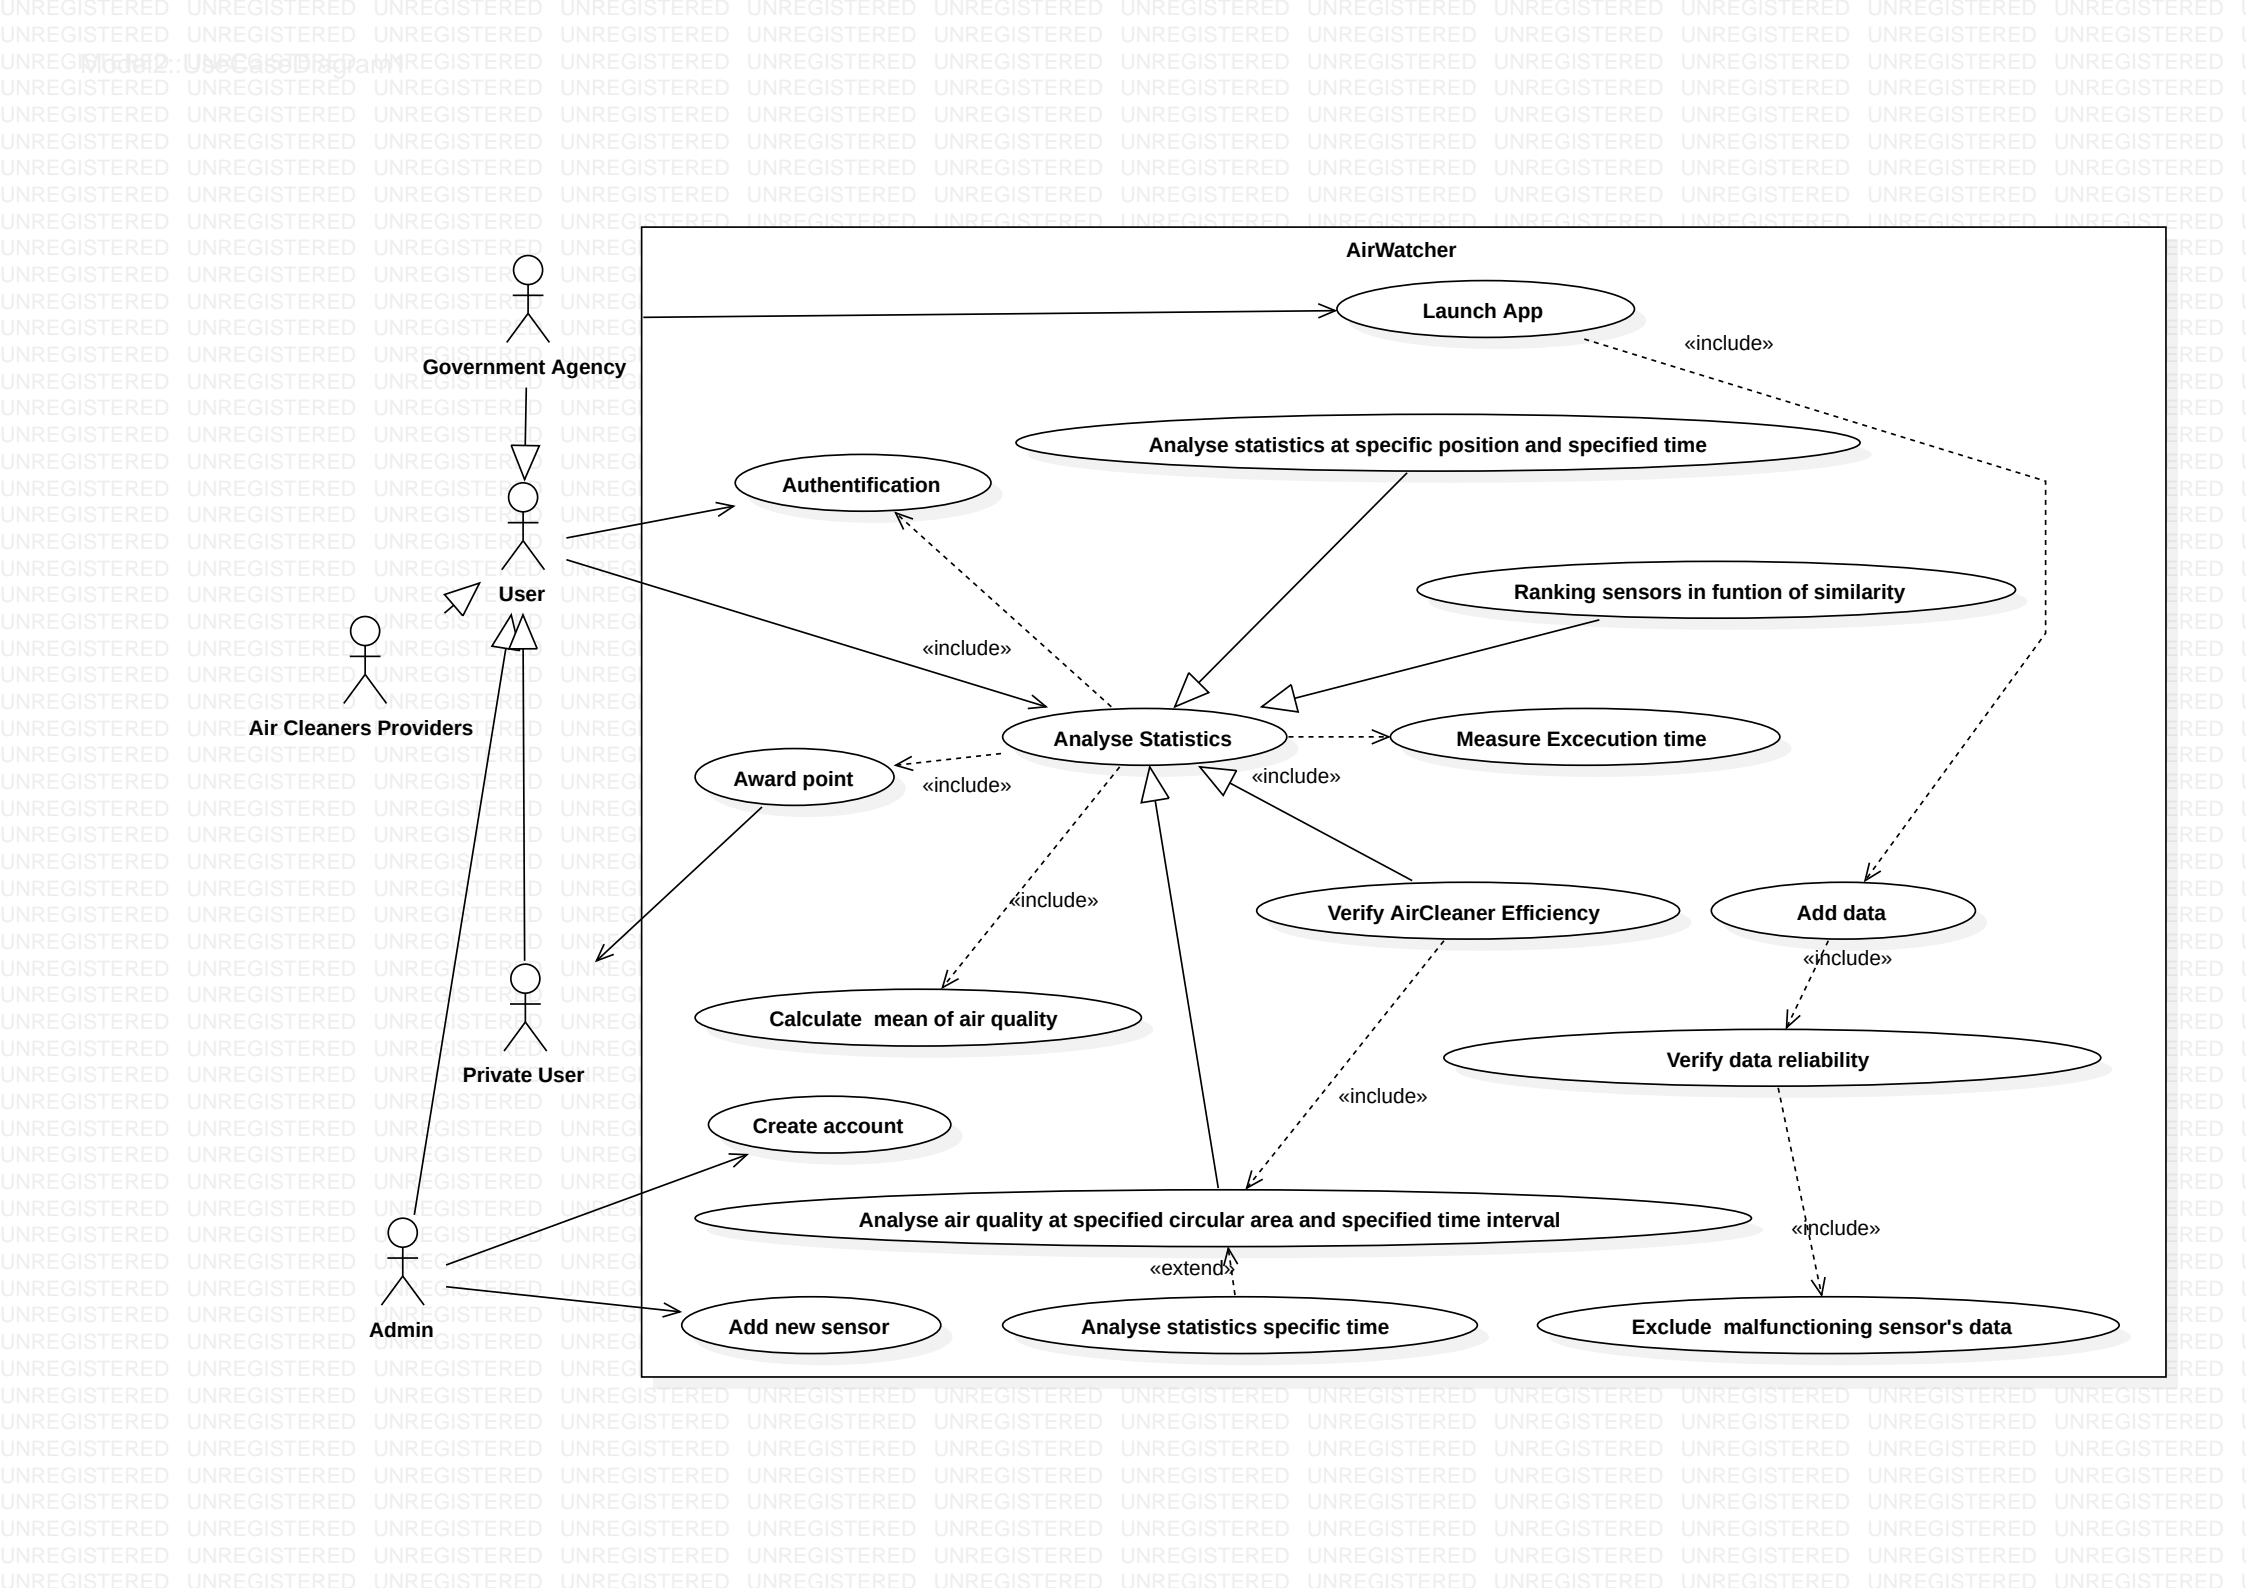 Model2::UseCaseDiagram1
AirWatcher
Launch App
«include»
Government Agency
Analyse statistics at specific position and specified time
Authentification
User
Ranking sensors in funtion of similarity
«include»
Air Cleaners Providers
Analyse Statistics
Measure Excecution time
Award point
«include»
«include»
«include»
Verify AirCleaner Efficiency
Add data
«include»
Calculate  mean of air quality
Verify data reliability
Private User
«include»
Create account
Analyse air quality at specified circular area and specified time interval
«include»
«extend»
Admin
Add new sensor
Analyse statistics specific time
Exclude  malfunctioning sensor's data
UNREGISTERED